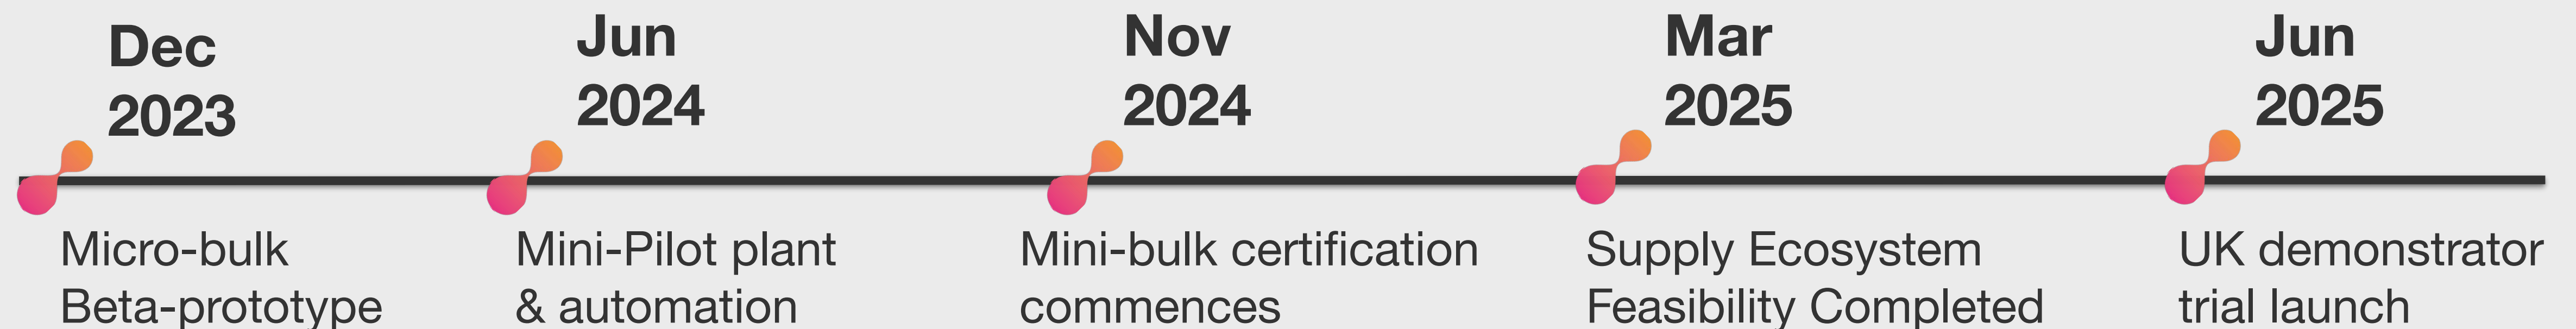 Dec
2023
Micro-bulk
Beta-prototype
Jun
2024
Mini-Pilot plant
& automation
Nov
2024
Mini-bulk certification
commences
Mar
2025
Supply Ecosystem
Feasibility Completed
Jun
2025
UK demonstrator
trial launch